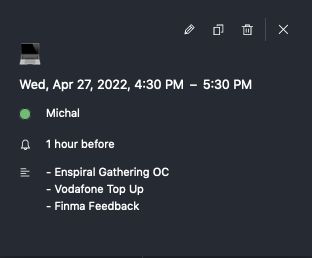 Wed, Apr 27, 2022, 4:30 PM – 5:30 PM
Michal
1 hour before
- Enspiral Gathering OC
- Vodafone Top Up
- Finma Feedback